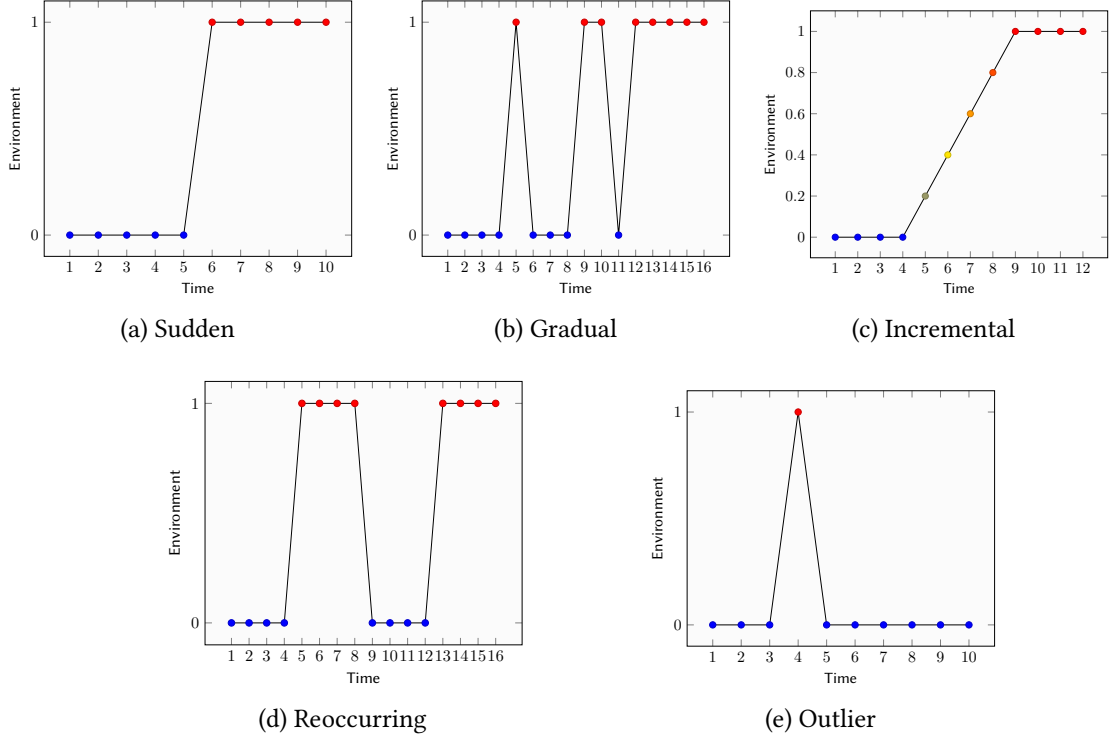 1
0
Environment
1 2 3 4 5 6 7 8 9 10
Time
(a) Sudden
1
0
Environment
1 2 3 4 5 6 7 8 9 10 11 12 13 14 15 16
Time
(b) Gradual
1
0.8
0.6
0.4
0.2
0
Environment
1 2 3 4 5 6 7 8 9 10 11 12
Time
(c) Incremental
1
0
Environment
1 2 3 4 5 6 7 8 9 10 11 12 13 14 15 16
Time
(d) Reoccurring
1
0
Environment
1 2 3 4 5 6 7 8 9 10
Time
(e) Outlier